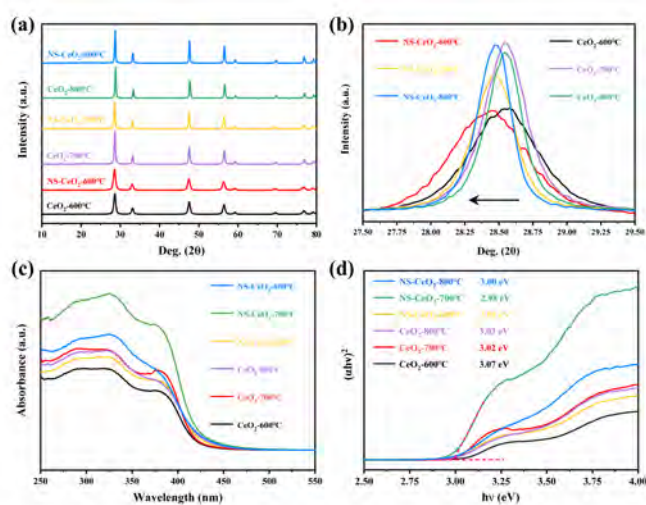 (a)
NS-CeO2-600°C
CeO2-800°C
CeO2-700°C
NS-CeO2-600°C
CeO2-600°C
Intensity (a.u.)
10 20 30 40 50 60 70 80
Deg. (2θ)
(b)
NS-CeO2-600°C
NS-CeO2-800°C
CeO2-600°C
CeO2-700°C
CeO2-800°C
Intensity (a.u.)
27.50 27.75 28.00 28.25 28.50 28.75 29.00 29.25 29.50
Deg. (2θ)
(c)
NS-CeO2-800°C
NS-CeO2-700°C
CeO2-800°C
CeO2-700°C
CeO2-600°C
Absorbance (a.u.)
250 300 350 400 450 500 550
Wavelength (nm)
(d)
NS-CeO2-800°C 3.00 eV
NS-CeO2-700°C 2.98 eV
CeO2-800°C 3.03 eV
CeO2-700°C 3.02 eV
CeO2-600°C 3.07 eV
(αhν)2
2.50 2.75 3.00 3.25 3.50 3.75 4.00
hν (eV)